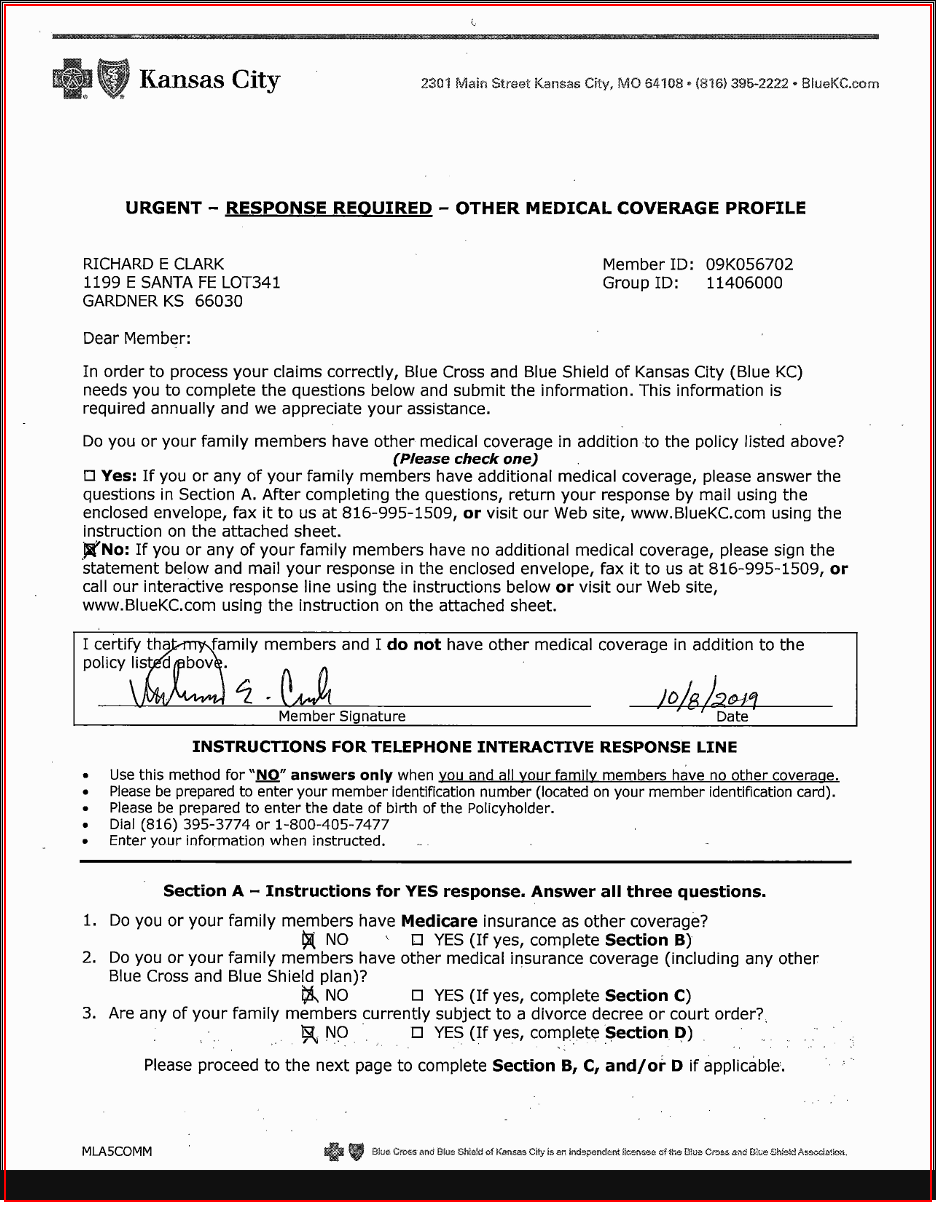 Kansas City
2301 Main Street Kansas City, MO 64108 • (816) 395-2222 • BlueKC.com
URGENT – RESPONSE REQUIRED – OTHER MEDICAL COVERAGE PROFILE
RICHARD E CLARK
1199 E SANTA FE LOT341
GARDNER KS 66030
Member ID: 09K056702
Group ID: 11406000
Dear Member:
In order to process your claims correctly, Blue Cross and Blue Shield of Kansas City (Blue KC)
needs you to complete the questions below and submit the information. This information is
required annually and we appreciate your assistance.
Do you or your family members have other medical coverage in addition to the policy listed above?
(Please check one)
☐ Yes: If you or any of your family members have additional medical coverage, please answer the
questions in Section A. After completing the questions, return your response by mail using the
enclosed envelope, fax it to us at 816-995-1509, or visit our Web site, www.BlueKC.com using the
instruction on the attached sheet.
☒ No: If you or any of your family members have no additional medical coverage, please sign the
statement below and mail your response in the enclosed envelope, fax it to us at 816-995-1509, or
call our interactive response line using the instructions below or visit our Web site,
www.BlueKC.com using the instruction on the attached sheet.
I certify that my family members and I do not have other medical coverage in addition to the
policy listed above.
10/8/2019
Member Signature
Date
INSTRUCTIONS FOR TELEPHONE INTERACTIVE RESPONSE LINE
• Use this method for "NO" answers only when you and all your family members have no other coverage.
• Please be prepared to enter your member identification number (located on your member identification card).
• Please be prepared to enter the date of birth of the Policyholder.
• Dial (816) 395-3774 or 1-800-405-7477
• Enter your information when instructed.
Section A – Instructions for YES response. Answer all three questions.
1. Do you or your family members have Medicare insurance as other coverage?
☒ NO ☐ YES (If yes, complete Section B)
2. Do you or your family members have other medical insurance coverage (including any other
Blue Cross and Blue Shield plan)?
☒ NO ☐ YES (If yes, complete Section C)
3. Are any of your family members currently subject to a divorce decree or court order?
☒ NO ☐ YES (If yes, complete Section D)
Please proceed to the next page to complete Section B, C, and/or D if applicable.
MLA5COMM
Blue Cross and Blue Shield of Kansas City is an independent licensee of the Blue Cross and Blue Shield Association.